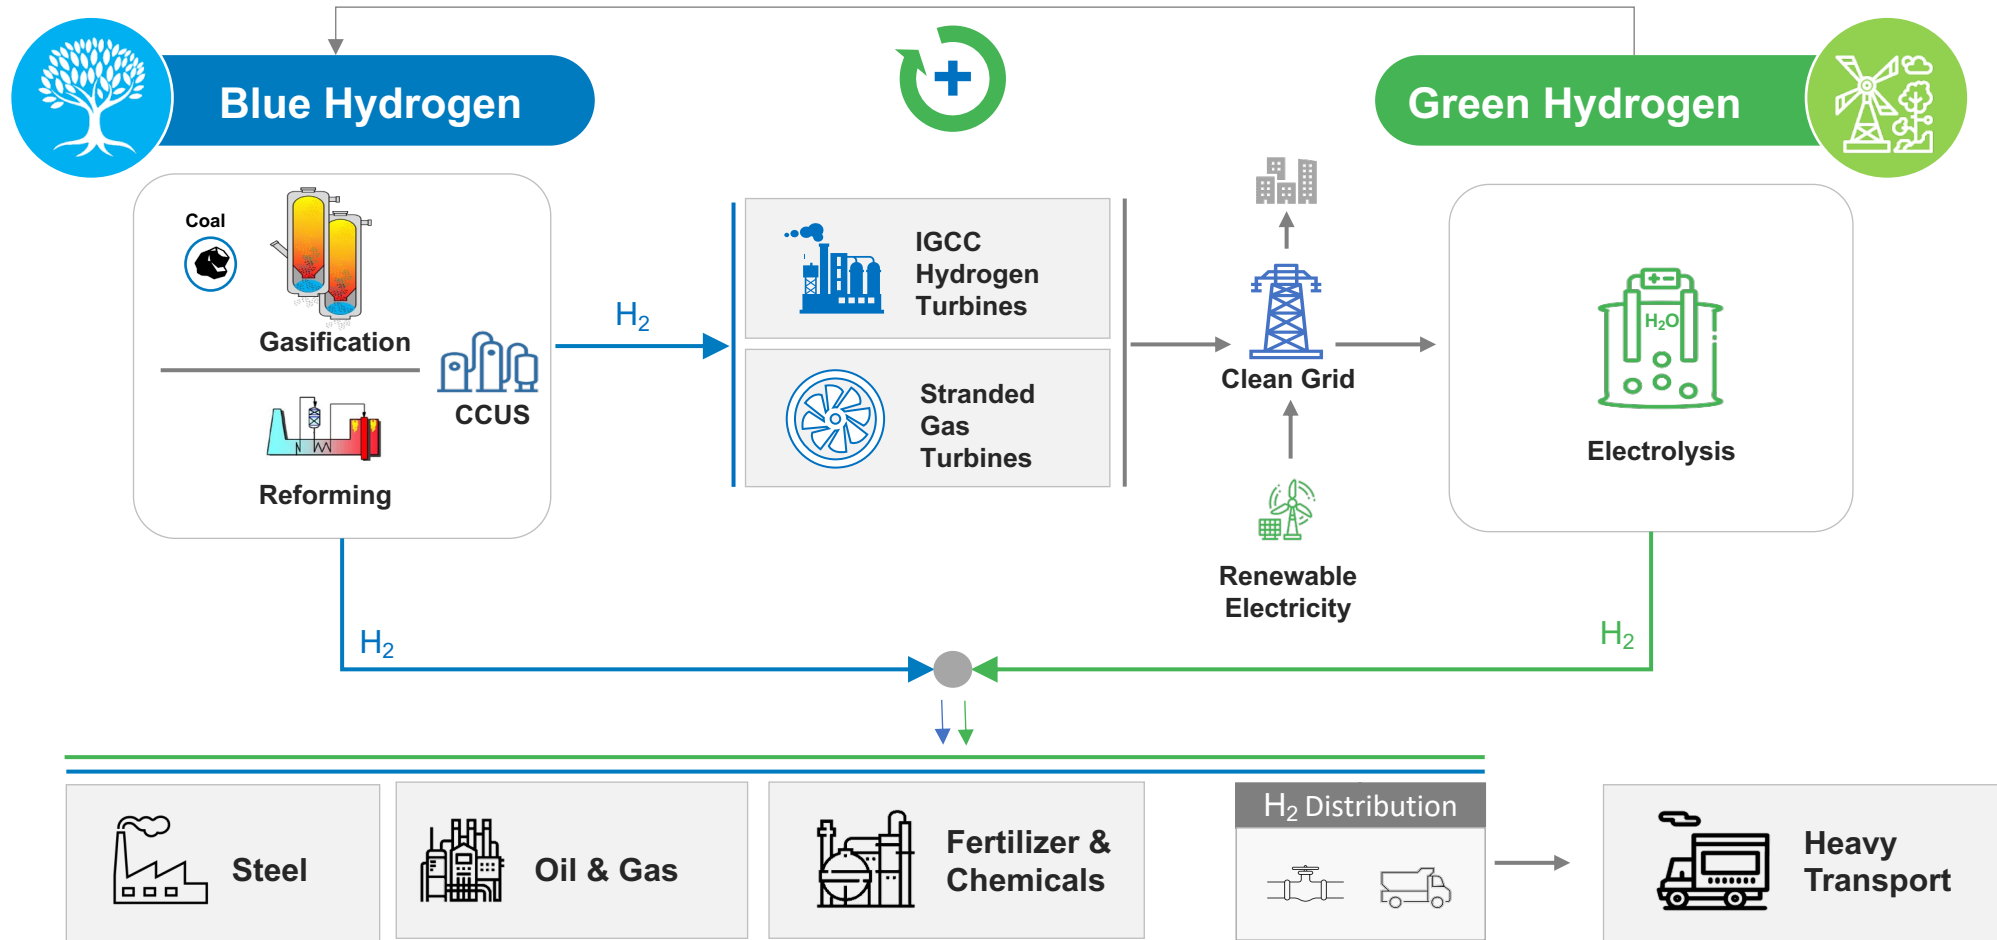 Blue Hydrogen
Green Hydrogen
Coal
Gasification
CCUS
Reforming
H₂
IGCC
Hydrogen
Turbines
Stranded
Gas
Turbines
Clean Grid
Renewable
Electricity
H₂O
Electrolysis
H₂
H₂
Steel
Oil & Gas
Fertilizer &
Chemicals
H₂ Distribution
Heavy
Transport